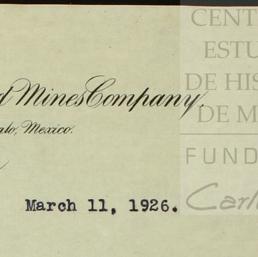 CENT
ESTU
DE HIS
DE M
FUND
Carl
d Mines Company.
alo, Mexico.
March 11, 1926.